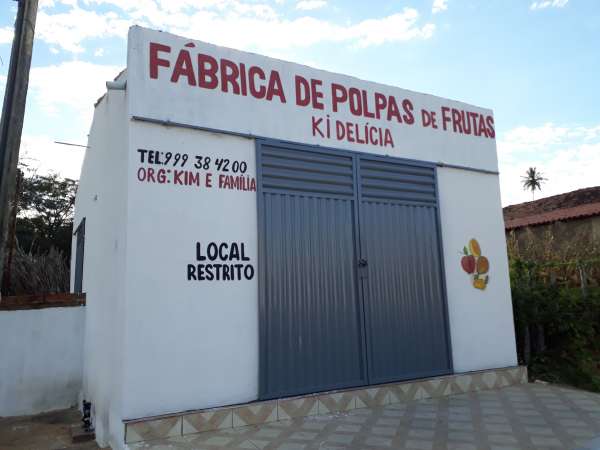 FÁBRICA DE POLPAS DE FRUTAS
Ki DELÍCIA
TEL:999 38 4200
ORG: KIM E FAMÍLIA
LOCAL
RESTRITO